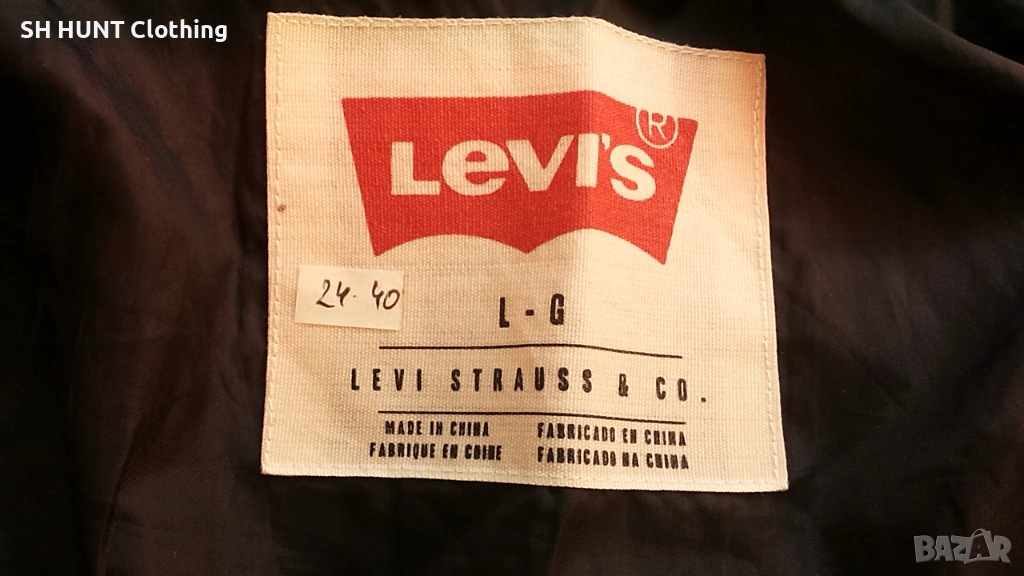 SH HUNT Clothing
LEVI'S ®
24-40
L - G
LEVI STRAUSS & CO.
MADE IN CHINA
FABRIQUE EN CHINE
FABRICADO EN CHINA
FABRICADO NA CHINA
BAZAR